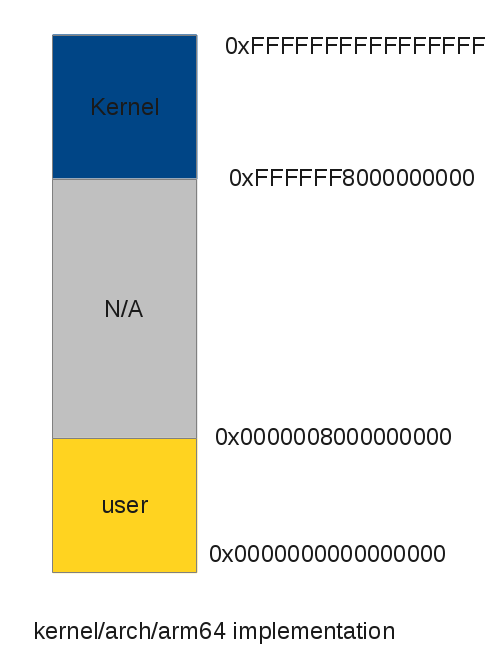 0xFFFFFFFFFFFFFFFF
Kernel
0xFFFFFF8000000000
N/A
0x0000008000000000
user
0x0000000000000000
kernel/arch/arm64 implementation